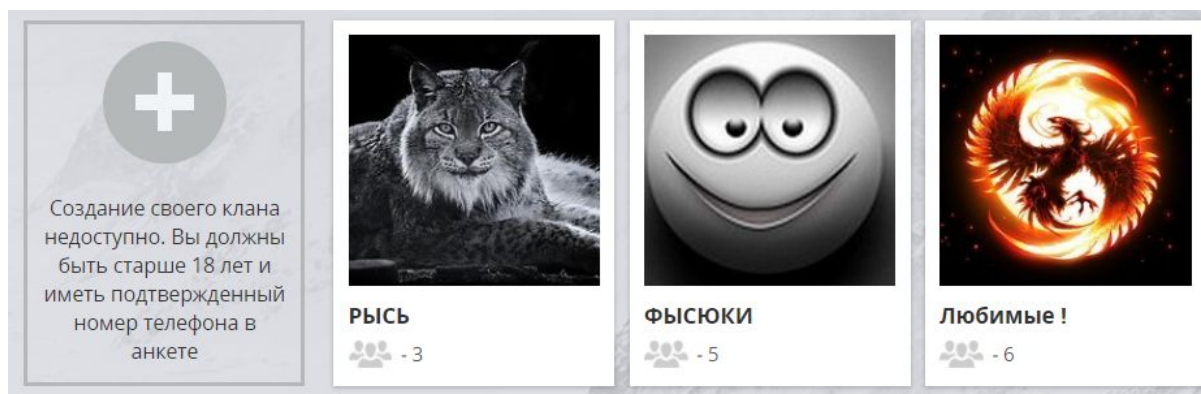 Создание своего клана
недоступно. Вы должны
быть старше 18 лет и
иметь подтвержденный
номер телефона в
анкете
РЫСЬ
- 3
ФЫСЮКИ
- 5
Любимые !
- 6